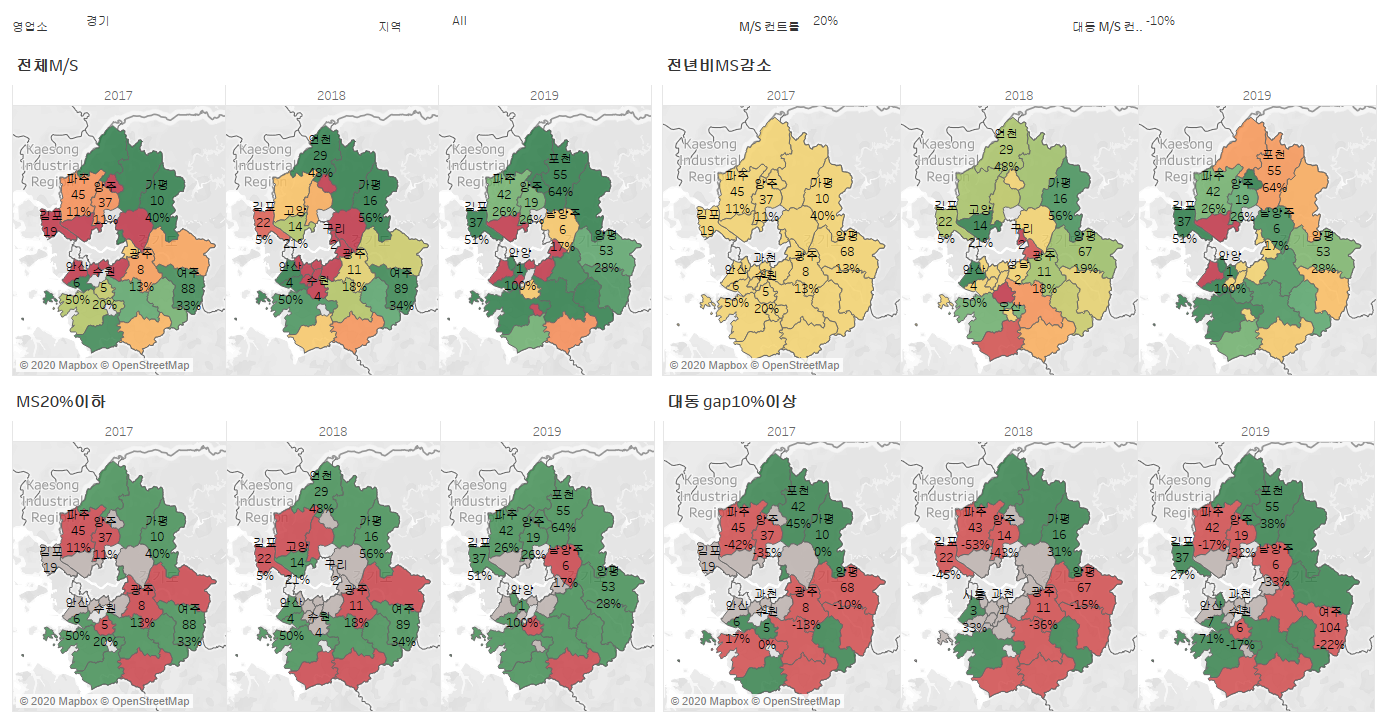 영업소 경기 지역 All M/S 컨트롤 20% 대동 M/S 컨.. -10%
전체M/S
2017 2018 2019
Kaesong
Industrial
Region
파주
45
11%
양주
37
11%
가평
10
40%
김포
19
광주
8
13%
안산
6
50%
수원
5
20%
여주
88
33%
연천
29
48%
가평
16
56%
김포
22
5%
고양
14
21%
구리
2
광주
11
18%
안산
4
50%
수원
4
여주
89
34%
포천
55
64%
파주
42
26%
양주
19
26%
김포
37
51%
남양주
6
17%
양평
53
28%
안양
1
100%
© 2020 Mapbox © OpenStreetMap
전년비MS감소
2017 2018 2019
Kaesong
Industrial
Region
파주
45
11%
양주
37
11%
가평
10
40%
김포
19
양평
68
13%
과천
광주
8
13%
안산
6
50%
수원
5
20%
연천
29
48%
가평
16
56%
김포
22
5%
고양
14
21%
구리
2
양평
67
19%
성남
2
광주
11
18%
안산
4
50%
오산
포천
55
64%
파주
42
26%
양주
19
26%
김포
37
51%
남양주
6
17%
양평
53
28%
안양
1
100%
© 2020 Mapbox © OpenStreetMap
MS20%이하
2017 2018 2019
Kaesong
Industrial
Region
파주
45
11%
양주
37
11%
가평
10
40%
김포
19
광주
8
13%
안산
6
50%
수원
5
20%
여주
88
33%
연천
29
48%
가평
16
56%
김포
22
5%
고양
14
21%
구리
2
광주
11
18%
안산
4
50%
수원
4
여주
89
34%
포천
55
64%
파주
42
26%
양주
19
26%
김포
37
51%
남양주
6
17%
양평
53
28%
안양
1
100%
© 2020 Mapbox © OpenStreetMap
대동 gap10%이상
2017 2018 2019
Kaesong
Industrial
Region
포천
42
45%
파주
45
-42%
양주
37
-35%
가평
10
0%
김포
19
양평
68
-10%
과천
광주
8
-13%
안산
6
17%
수원
5
0%
파주
43
-53%
양주
14
-43%
가평
16
31%
김포
22
-45%
양평
67
-15%
시흥
3
33%
과천
1
광주
11
-36%
포천
55
38%
파주
42
-17%
양주
19
-32%
김포
37
27%
남양주
6
-33%
과천
안산
7
71%
수원
6
-17%
여주
104
-22%
© 2020 Mapbox © OpenStreetMap